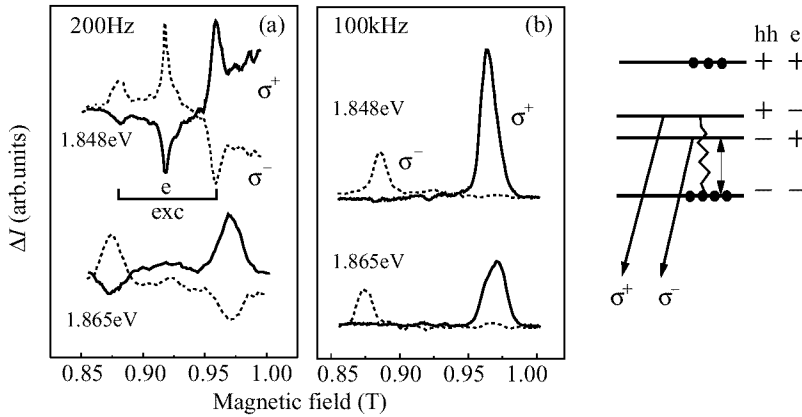 200Hz
(a)
σ⁺
1.848eV
σ⁻
e
exc
1.865eV
0.85 0.90 0.95 1.00
100kHz
(b)
1.848eV
σ⁺
σ⁻
1.865eV
0.85 0.90 0.95 1.00
ΔI (arb.units)
Magnetic field (T)
hh e
+ +
+ −
− +
− −
σ⁺ σ⁻